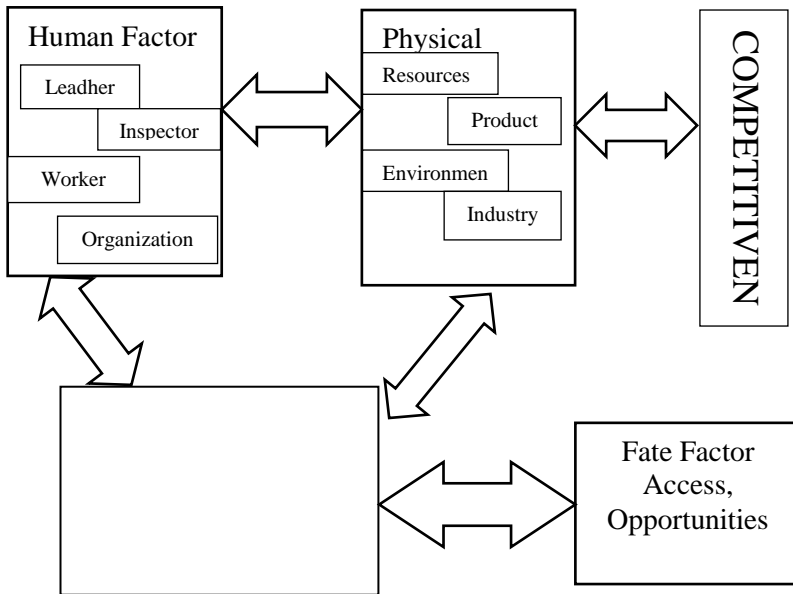 Human Factor
Leadher
Inspector
Worker
Organization
Physical
Resources
Product
Environmen
Industry
COMPETITIVEN
Fate Factor
Access,
Opportunities